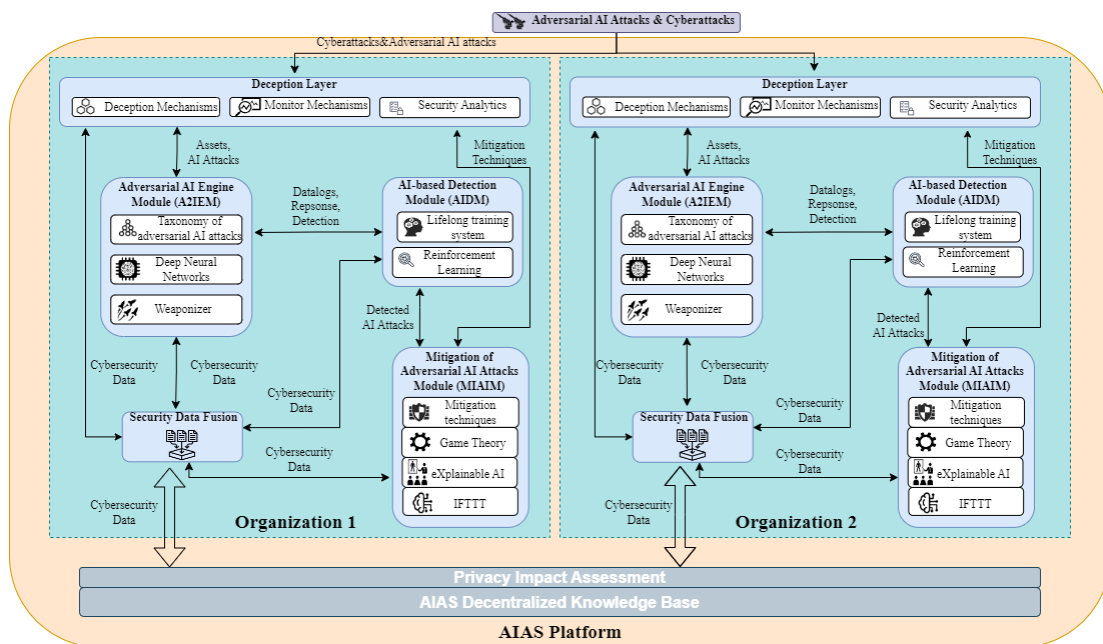 Adversarial AI Attacks & Cyberattacks
Cyberattacks&Adversarial AI attacks
Deception Layer
Deception Mechanisms
Monitor Mechanisms
Security Analytics
Assets,
AI Attacks
Mitigation
Techniques
Adversarial AI Engine
Module (A2IEM)
Taxonomy of
adversarial AI attacks
Deep Neural
Networks
Weaponizer
Datalogs,
Repsonse,
Detection
AI-based Detection
Module (AIDM)
Lifelong training
system
Reinforcement
Learning
Detected
AI Attacks
Cybersecurity
Data
Cybersecurity
Data
Cybersecurity
Data
Mitigation of
Adversarial AI Attacks
Module (MIAIM)
Mitigation
techniques
Game Theory
eXplainable AI
IFTTT
Security Data Fusion
Cybersecurity
Data
Cybersecurity
Data
Organization 1
Deception Layer
Deception Mechanisms
Monitor Mechanisms
Security Analytics
Assets,
AI Attacks
Mitigation
Techniques
Adversarial AI Engine
Module (A2IEM)
Taxonomy of
adversarial AI attacks
Deep Neural
Networks
Weaponizer
Datalogs,
Repsonse,
Detection
AI-based Detection
Module (AIDM)
Lifelong training
system
Reinforcement
Learning
Detected
AI Attacks
Cybersecurity
Data
Cybersecurity
Data
Cybersecurity
Data
Mitigation of
Adversarial AI Attacks
Module (MIAIM)
Mitigation
techniques
Game Theory
eXplainable AI
IFTTT
Security Data Fusion
Cybersecurity
Data
Cybersecurity
Data
Organization 2
Privacy Impact Assessment
AIAS Decentralized Knowledge Base
AIAS Platform